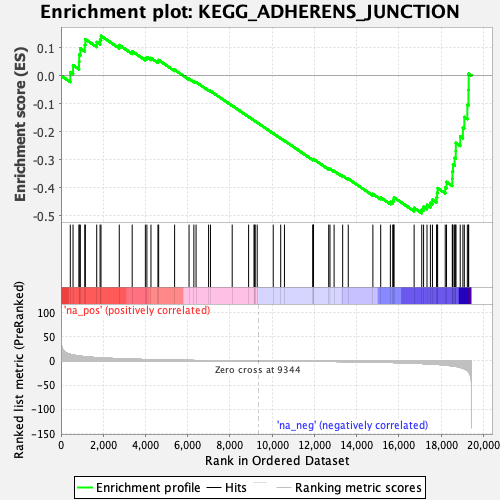 Enrichment plot: KEGG_ADHERENS_JUNCTION
Enrichment score (ES)
0.1
0.0
-0.1
-0.2
-0.3
-0.4
-0.5
'na_pos' (positively correlated)
Ranked list metric (PreRanked)
100
50
0
-50
-100
-150
Zero cross at 9344
'na_neg' (negatively correlated)
0 2,000 4,000 6,000 8,000 10,000 12,000 14,000 16,000 18,000 20,000
Rank in Ordered Dataset
Enrichment profile Hits Ranking metric scores